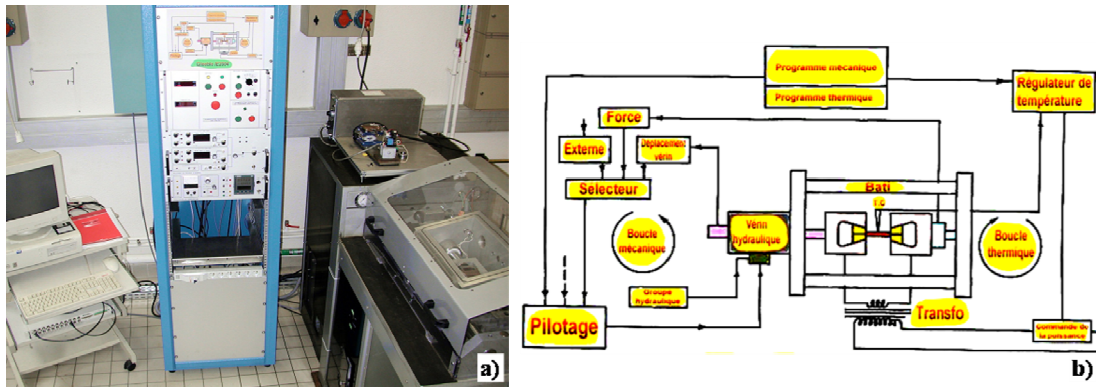 a)
Programme mécanique
Programme thermique
Régulateur de
température
Force
Externe
Déplacement
vérin
Sélecteur
Bati
T.C
Vérin
hydraulique
Boucle
mécanique
Boucle
thermique
Groupe
hydraulique
Pilotage
Transfo
Commande de
la puissance
b)